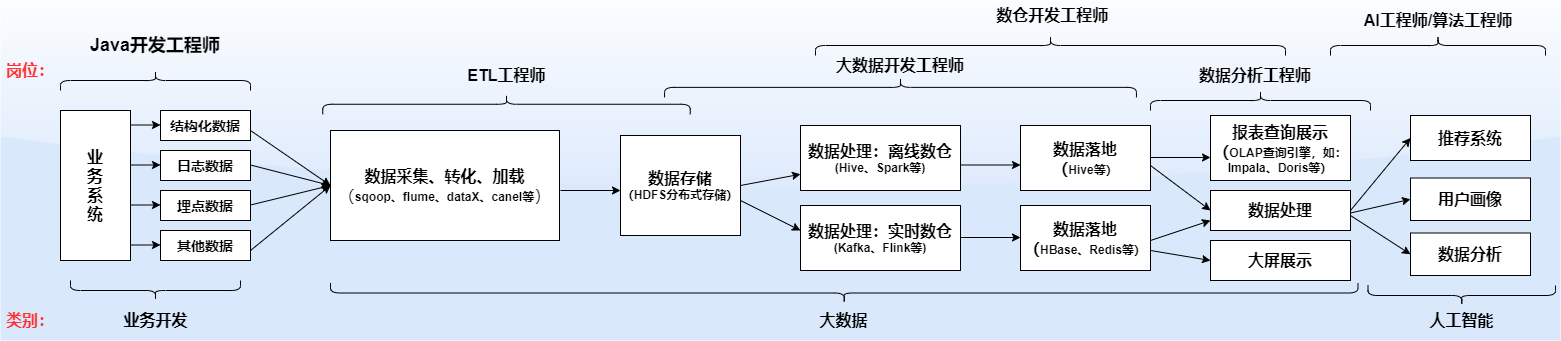 岗位：
Java开发工程师
ETL工程师
大数据开发工程师
数仓开发工程师
数据分析工程师
AI工程师/算法工程师
业务系统
结构化数据
日志数据
埋点数据
其他数据
数据采集、转化、加载
（sqoop、flume、dataX、canel等）
数据存储
(HDFS分布式存储)
数据处理：离线数仓
(Hive、Spark等)
数据处理：实时数仓
(Kafka、Flink等)
数据落地
(Hive等)
数据落地
(HBase、Redis等)
报表查询展示
(OLAP查询引擎，如：
Impala、Doris等)
数据处理
大屏展示
推荐系统
用户画像
数据分析
类别：
业务开发
大数据
人工智能